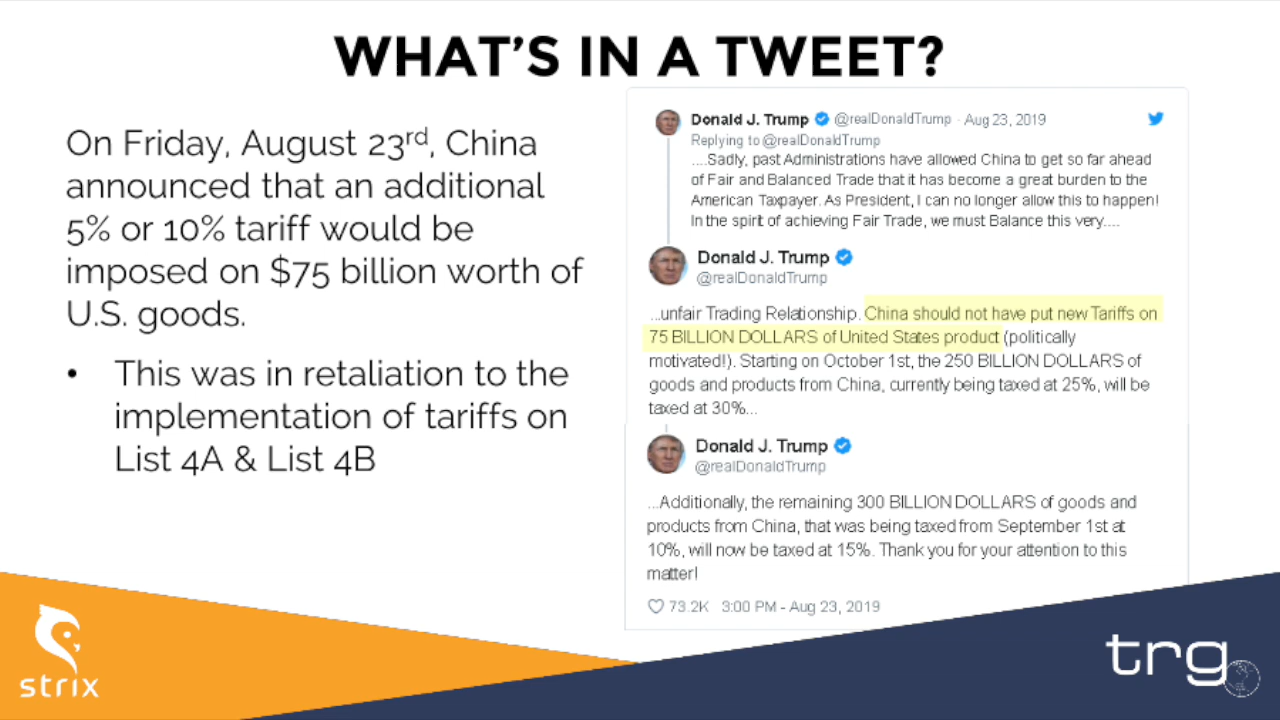 WHAT'S IN A TWEET?
On Friday, August 23rd, China
announced that an additional
5% or 10% tariff would be
imposed on $75 billion worth of
U.S. goods.
• This was in retaliation to the
implementation of tariffs on
List 4A & List 4B
Donald J. Trump @realDonaldTrump · Aug 23, 2019
Replying to @realDonaldTrump
....Sadly, past Administrations have allowed China to get so far ahead
of Fair and Balanced Trade that it has become a great burden to the
American Taxpayer. As President, I can no longer allow this to happen!
In the spirit of achieving Fair Trade, we must Balance this very....
Donald J. Trump
@realDonaldTrump
...unfair Trading Relationship. China should not have put new Tariffs on
75 BILLION DOLLARS of United States product (politically
motivated!). Starting on October 1st, the 250 BILLION DOLLARS of
goods and products from China, currently being taxed at 25%, will be
taxed at 30%...
Donald J. Trump
@realDonaldTrump
...Additionally, the remaining 300 BILLION DOLLARS of goods and
products from China, that was being taxed from September 1st at
10%, will now be taxed at 15%. Thank you for your attention to this
matter!
73.2K 3:00 PM - Aug 23, 2019
strix
trg